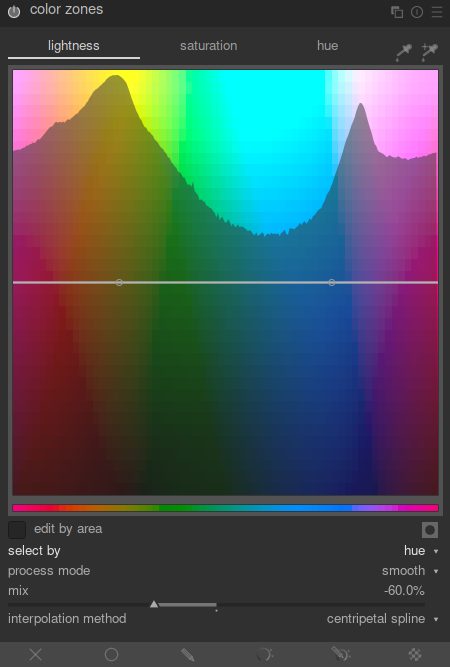 color zones
lightness saturation hue
edit by area
select by hue
process mode smooth
mix -60.0%
interpolation method centripetal spline